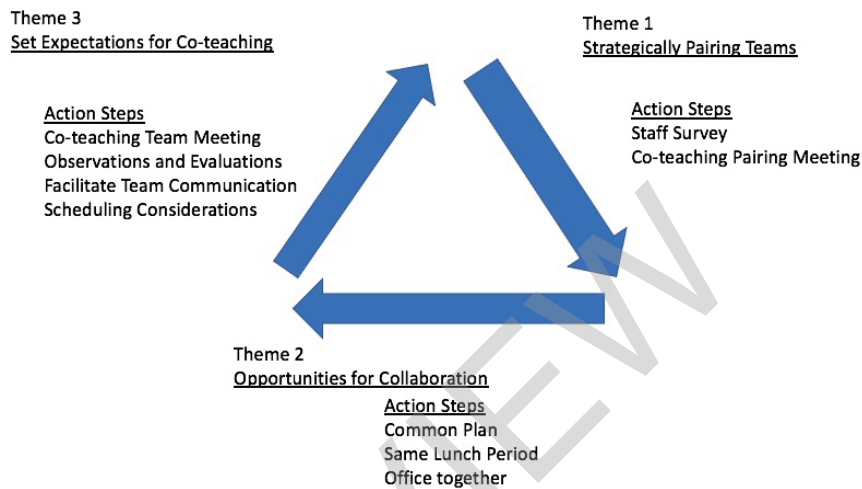 Theme 3
Set Expectations for Co-teaching
Action Steps
Co-teaching Team Meeting
Observations and Evaluations
Facilitate Team Communication
Scheduling Considerations
Theme 1
Strategically Pairing Teams
Action Steps
Staff Survey
Co-teaching Pairing Meeting
Theme 2
Opportunities for Collaboration
Action Steps
Common Plan
Same Lunch Period
Office together
VIEW